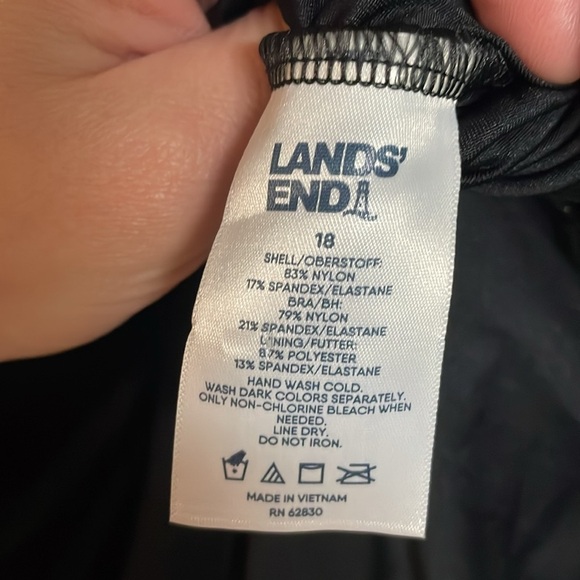 LANDS'
END
18
SHELL/OBERSTOFF:
83% NYLON
17% SPANDEX/ELASTANE
BRA/BH:
79% NYLON
21% SPANDEX/ELASTANE
LINING/FUTTER:
87% POLYESTER
13% SPANDEX/ELASTANE
HAND WASH COLD.
WASH DARK COLORS SEPARATELY.
ONLY NON-CHLORINE BLEACH WHEN
NEEDED.
LINE DRY.
DO NOT IRON.
MADE IN VIETNAM
RN 62830